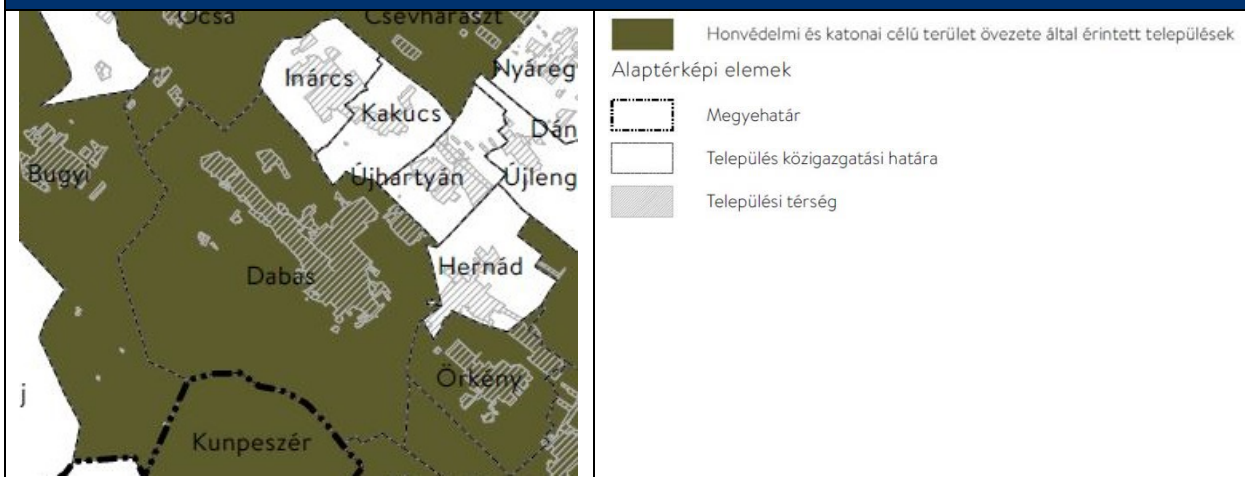 Ócsa
Csévharaszt
Inárcs
Nyáreg
Kakucs
Dán
Bugyi
Újhartyán
Újleng
Hernád
Dabas
Örkény
j
Kunpeszér
Honvédelmi és katonai célú terület övezete által érintett települések
Alaptérképi elemek
Megyehatár
Település közigazgatási határa
Települési térség